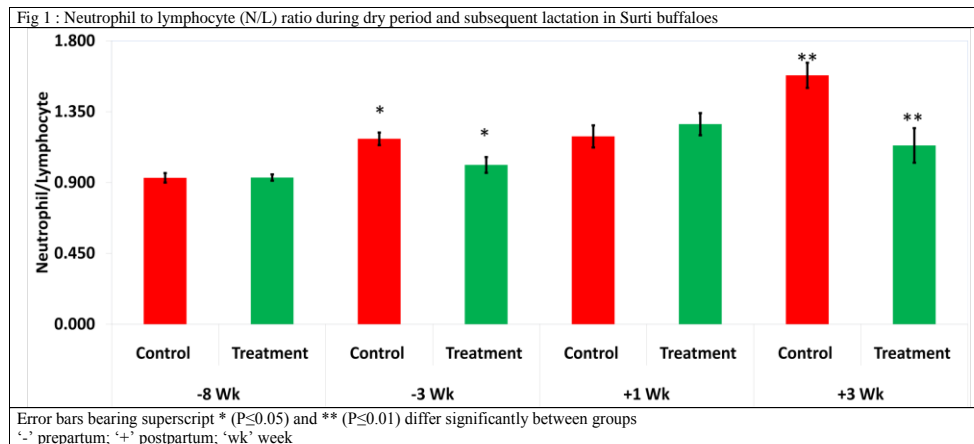 Fig 1 : Neutrophil to lymphocyte (N/L) ratio during dry period and subsequent lactation in Surti buffaloes
1.800
1.350
0.900
0.450
0.000
Neutrophil/Lymphocyte
*
*
**
**
Control Treatment Control Treatment Control Treatment Control Treatment
-8 Wk -3 Wk +1 Wk +3 Wk
Error bars bearing superscript * (P≤0.05) and ** (P≤0.01) differ significantly between groups
‘-’ prepartum; ‘+’ postpartum; ‘wk’ week